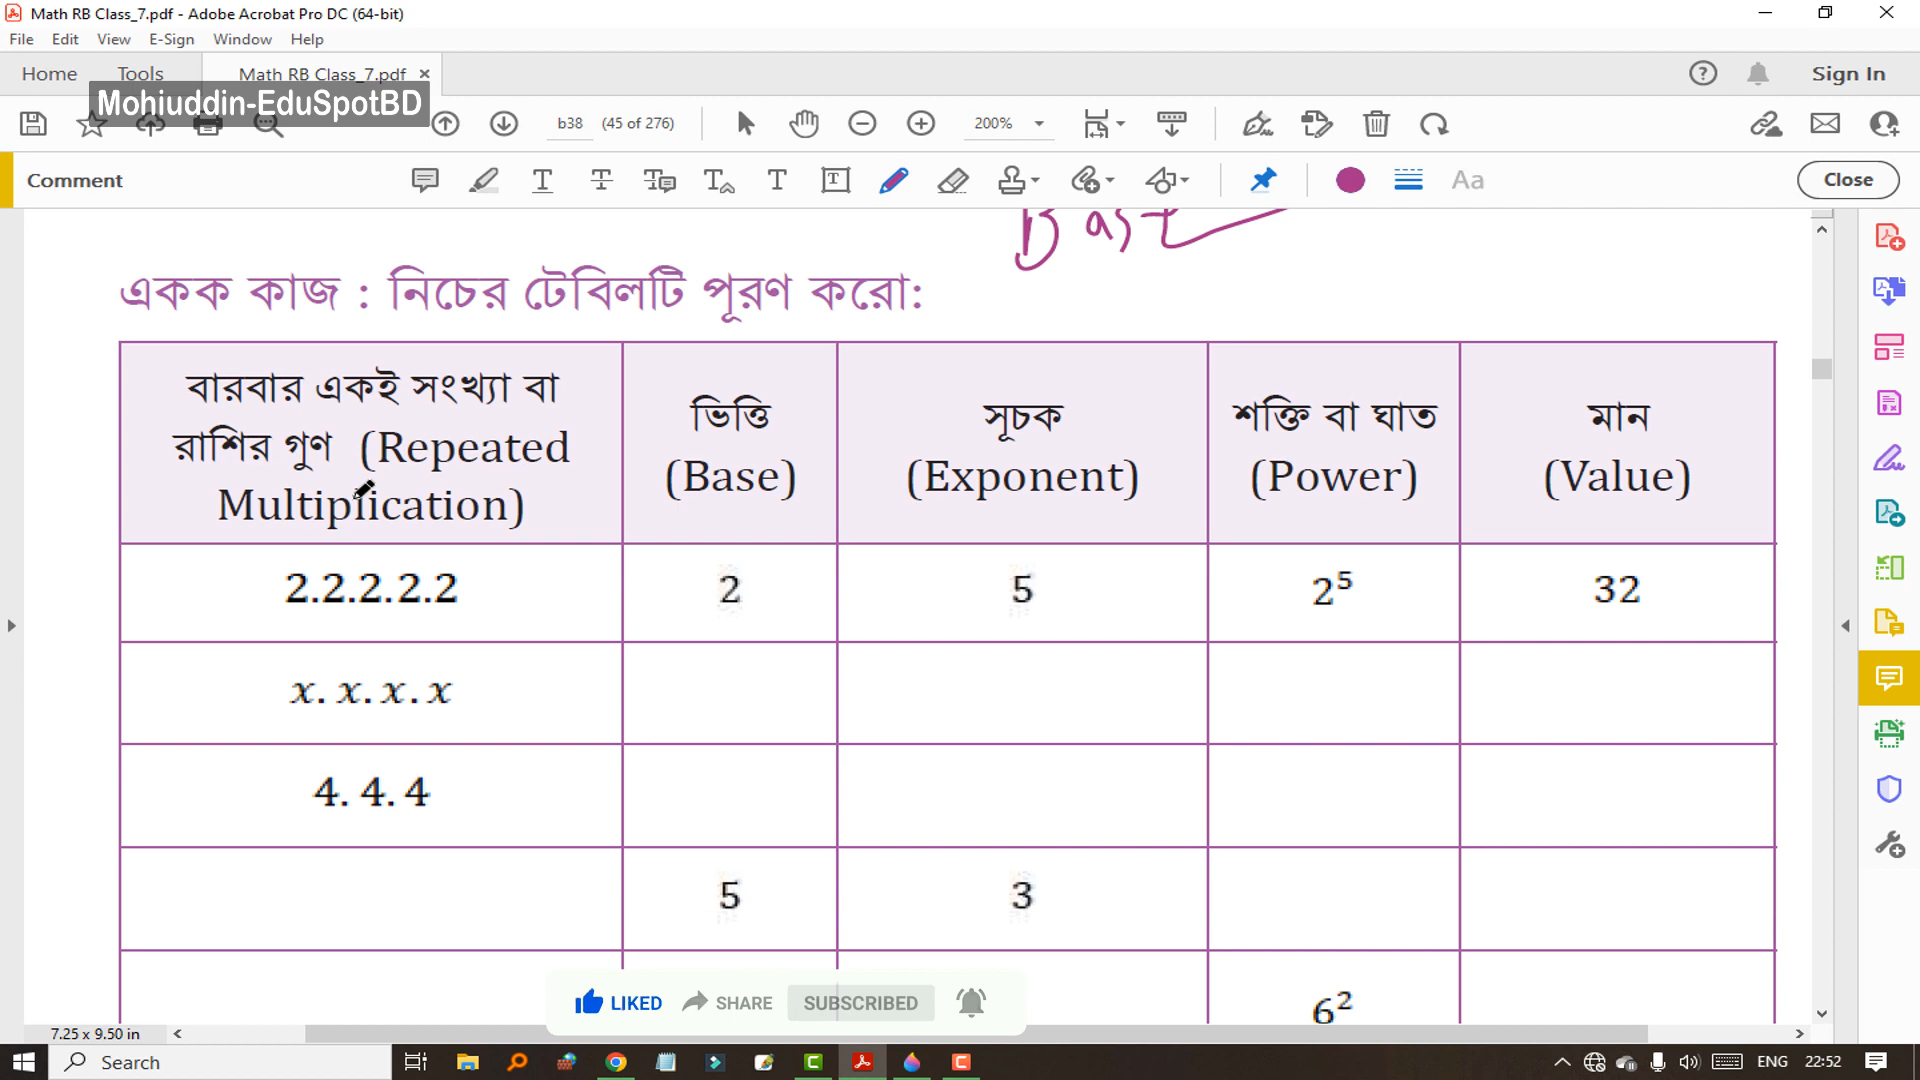 Math RB Class_7.pdf - Adobe Acrobat Pro DC (64-bit)
File Edit View E-Sign Window Help
Home Tools Math RB Class_7.pdf × Sign In
Mohiuddin-EduSpotBD
b38 (45 of 276) 200%
Comment Aa Close
একক কাজ : নিচের টেবিলটি পূরণ করো:
বারবার একই সংখ্যা বা
রাশির গুণ (Repeated
Multiplication)
ভিত্তি
(Base)
সূচক
(Exponent)
শক্তি বা ঘাত
(Power)
মান
(Value)
2.2.2.2.2 2 5 2⁵ 32
x. x. x. x
4. 4. 4
5 3
6²
LIKED SHARE SUBSCRIBED
7.25 x 9.50 in
Search ENG 22:52